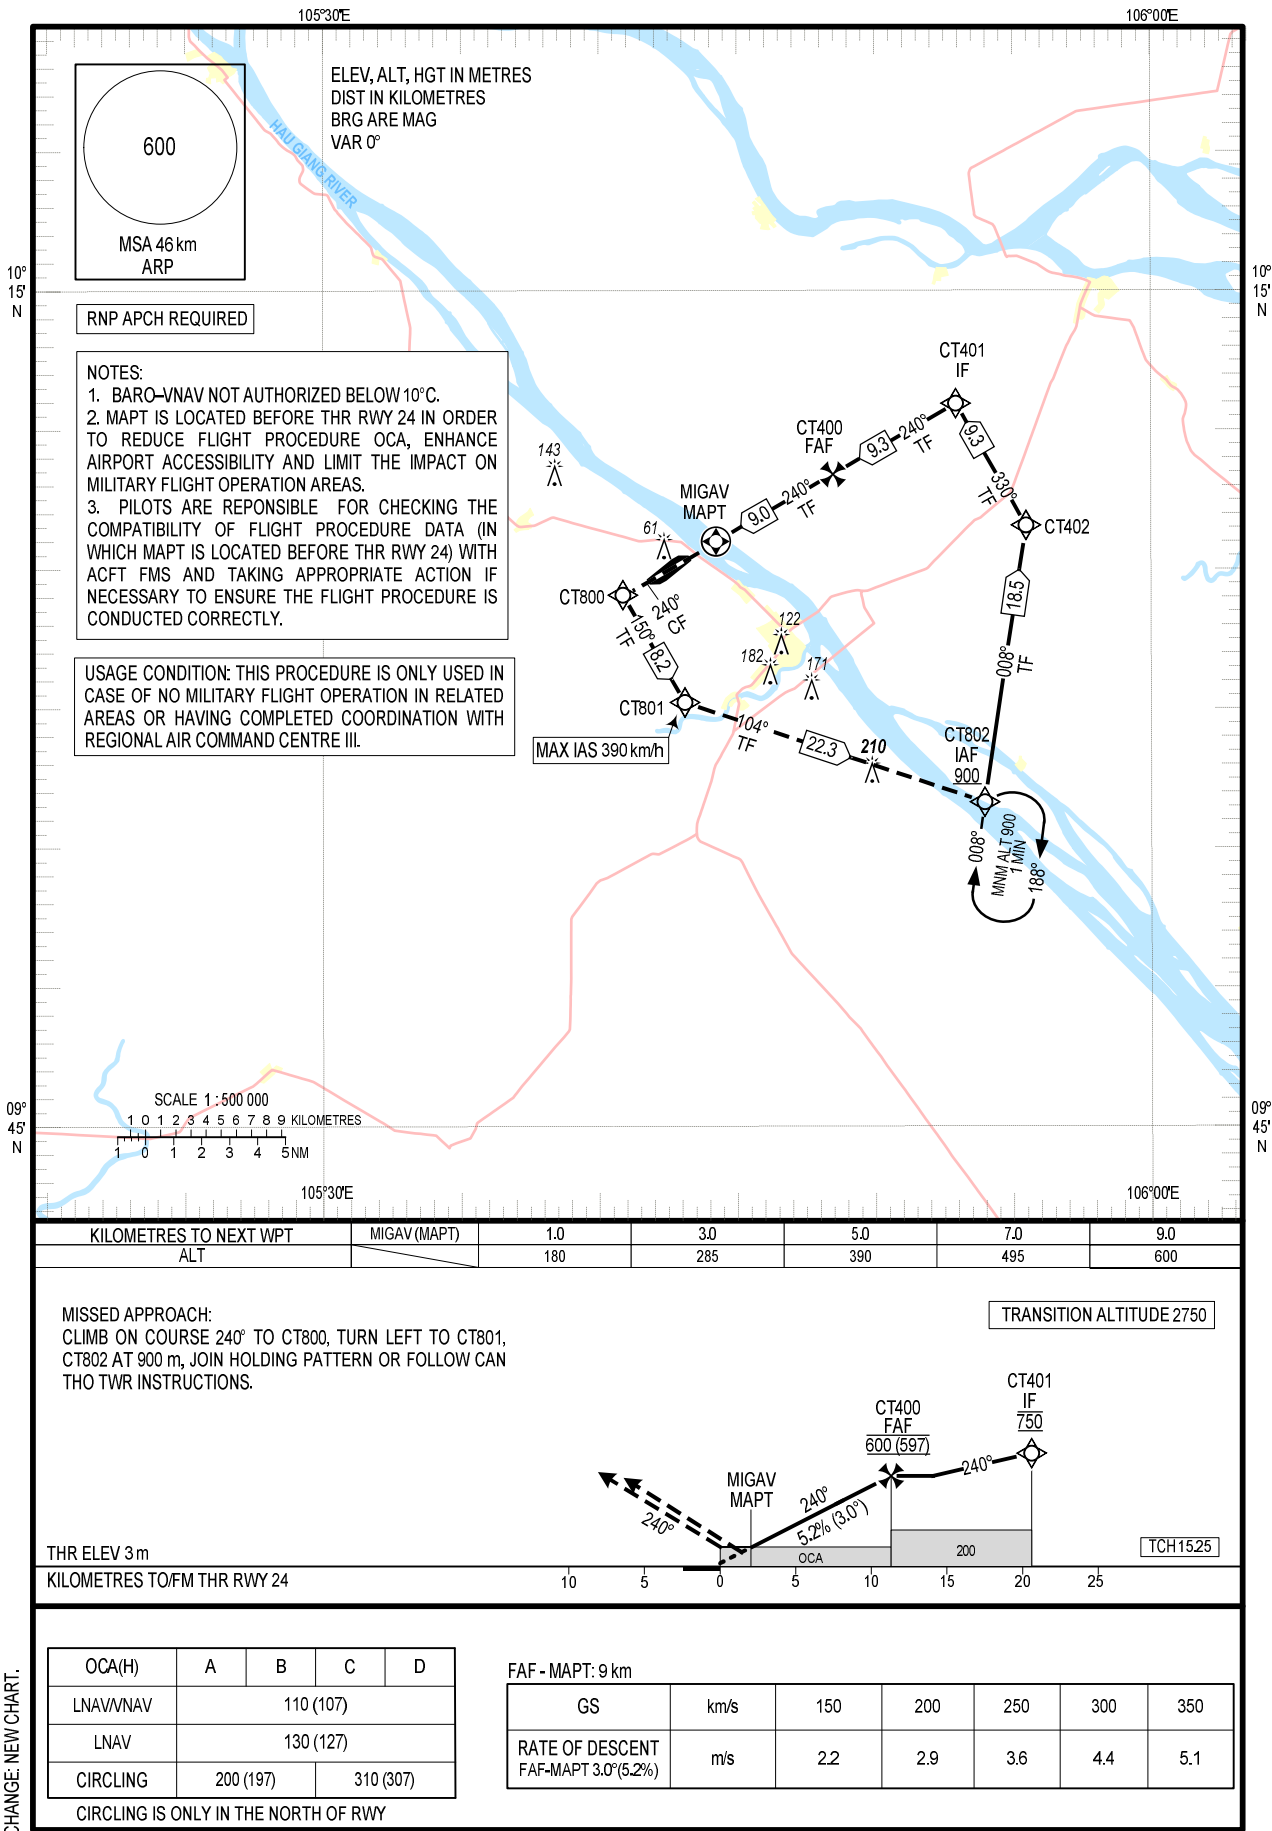 105°30'E
106°00'E
600
MSA 46 km
ARP
ELEV, ALT, HGT IN METRES
DIST IN KILOMETRES
BRG ARE MAG
VAR 0°
HAU GIANG RIVER
10°
15'
N
10°
15'
N
RNP APCH REQUIRED
NOTES:
1. BARO–VNAV NOT AUTHORIZED BELOW 10°C.
2. MAPT IS LOCATED BEFORE THR RWY 24 IN ORDER
TO REDUCE FLIGHT PROCEDURE OCA, ENHANCE
AIRPORT ACCESSIBILITY AND LIMIT THE IMPACT ON
MILITARY FLIGHT OPERATION AREAS.
3. PILOTS ARE REPONSIBLE FOR CHECKING THE
COMPATIBILITY OF FLIGHT PROCEDURE DATA (IN
WHICH MAPT IS LOCATED BEFORE THR RWY 24) WITH
ACFT FMS AND TAKING APPROPRIATE ACTION IF
NECESSARY TO ENSURE THE FLIGHT PROCEDURE IS
CONDUCTED CORRECTLY.
USAGE CONDITION: THIS PROCEDURE IS ONLY USED IN
CASE OF NO MILITARY FLIGHT OPERATION IN RELATED
AREAS OR HAVING COMPLETED COORDINATION WITH
REGIONAL AIR COMMAND CENTRE III.
CT401
IF
9.3
240°
TF
CT400
FAF
9.3
330°
TF
CT402
143
MIGAV
MAPT
9.0
240°
TF
61
CT800
240°
CF
150°
TF
8.2
122
182
171
18.5
008°
TF
CT801
MAX IAS 390 km/h
104°
TF
22.3
210
CT802
IAF
900
008°
MNM ALT 900
1 MIN
188°
SCALE 1 : 500 000
1 0 1 2 3 4 5 6 7 8 9 KILOMETRES
1 0 1 2 3 4 5 NM
09°
45'
N
09°
45'
N
105°30'E
106°00'E
KILOMETRES TO NEXT WPT MIGAV (MAPT) 1.0 3.0 5.0 7.0 9.0
ALT 180 285 390 495 600
MISSED APPROACH:
CLIMB ON COURSE 240° TO CT800, TURN LEFT TO CT801,
CT802 AT 900 m, JOIN HOLDING PATTERN OR FOLLOW CAN
THO TWR INSTRUCTIONS.
TRANSITION ALTITUDE 2750
CT401
IF
750
CT400
FAF
600 (597)
240°
MIGAV
MAPT
240°
5.2% (3.0°)
240°
OCA
200
TCH 15.25
THR ELEV 3 m
KILOMETRES TO/FM THR RWY 24
10 5 0 5 10 15 20 25
OCA(H) A B C D
LNAV/VNAV 110 (107)
LNAV 130 (127)
CIRCLING 200 (197) 310 (307)
CIRCLING IS ONLY IN THE NORTH OF RWY
FAF - MAPT: 9 km
GS km/s 150 200 250 300 350
RATE OF DESCENT
FAF-MAPT 3.0°(5.2%)
m/s 2.2 2.9 3.6 4.4 5.1
CHANGE: NEW CHART.